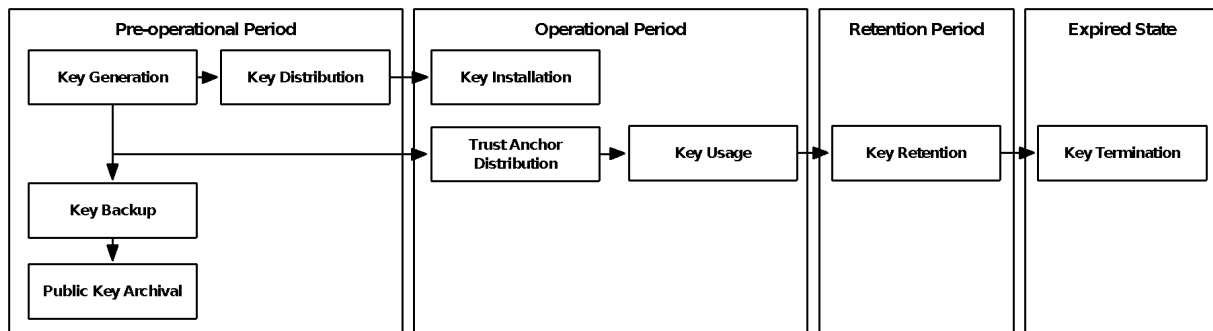 Pre-operational Period
Operational Period
Retention Period
Expired State
Key Generation
Key Distribution
Key Installation
Trust Anchor
Distribution
Key Usage
Key Retention
Key Termination
Key Backup
Public Key Archival